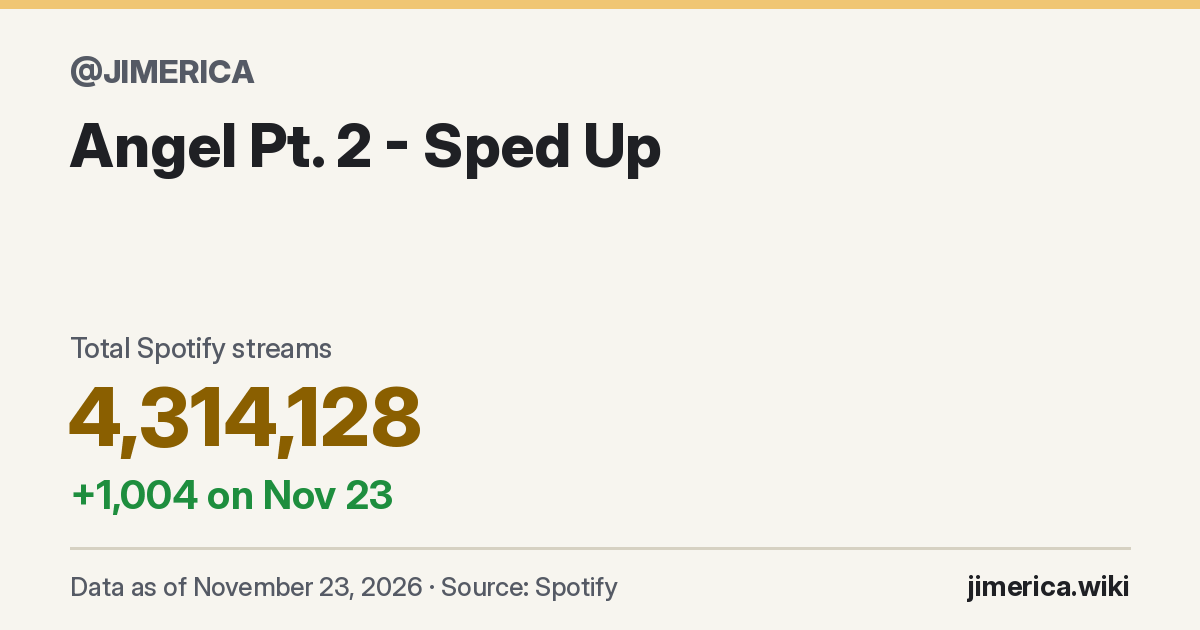 @JIMERICA
Angel Pt. 2 - Sped Up
Total Spotify streams
4,314,128
+1,004 on Nov 23
Data as of November 23, 2026 · Source: Spotify
jimerica.wiki